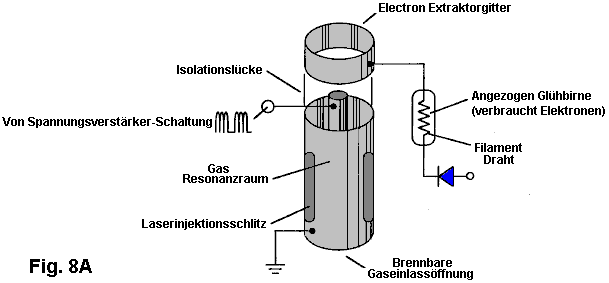 Electron Extraktorgitter
Isolationslücke
Angezogen Glühbirne
(verbraucht Elektronen)
Von Spannungsverstärker-Schaltung
Filament
Draht
Gas
Resonanzraum
Laserinjektionsschlitz
Brennbare
Gaseinlassöffnung
Fig. 8A